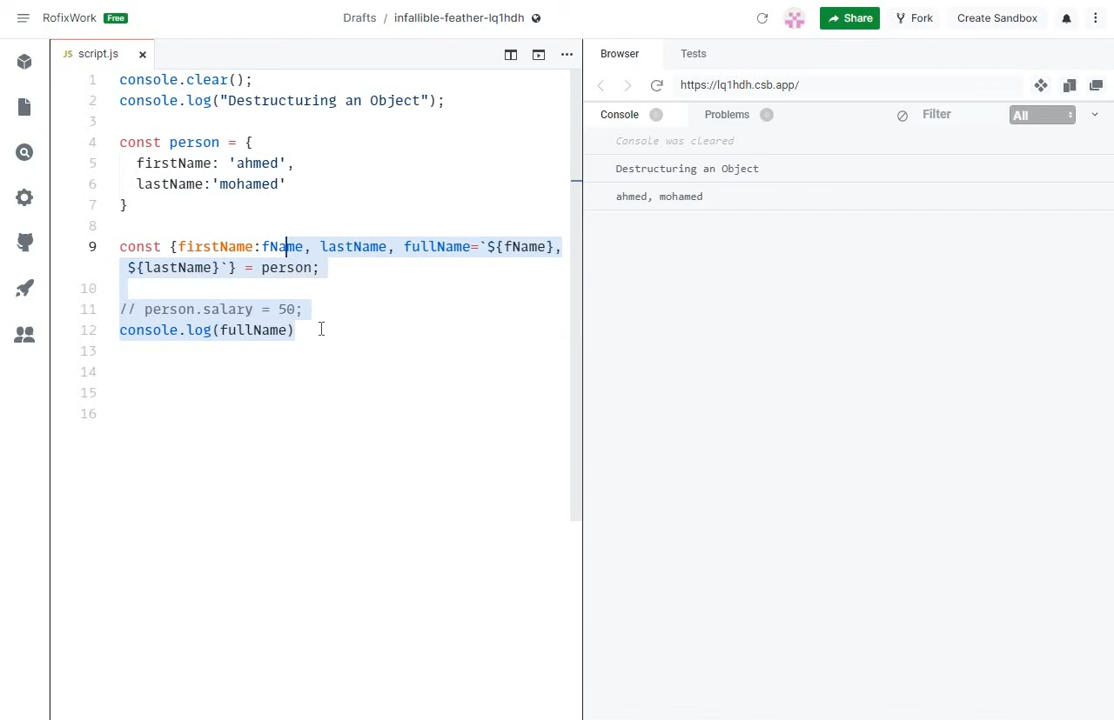 RofixWork Free
Drafts / infallible-feather-lq1hdh
Share
Fork
Create Sandbox
script.js
Browser
Tests
https://lq1hdh.csb.app/
Console 0
Problems 0
Filter
All
1 console.clear();
2 console.log("Destructuring an Object");
3
4 const person = {
5 firstName: 'ahmed',
6 lastName:'mohamed'
7 }
8
9 const {firstName:fName, lastName, fullName=`${fName},
${lastName}`} = person;
10
11 // person.salary = 50;
12 console.log(fullName)
13
14
15
16
Console was cleared
Destructuring an Object
ahmed, mohamed